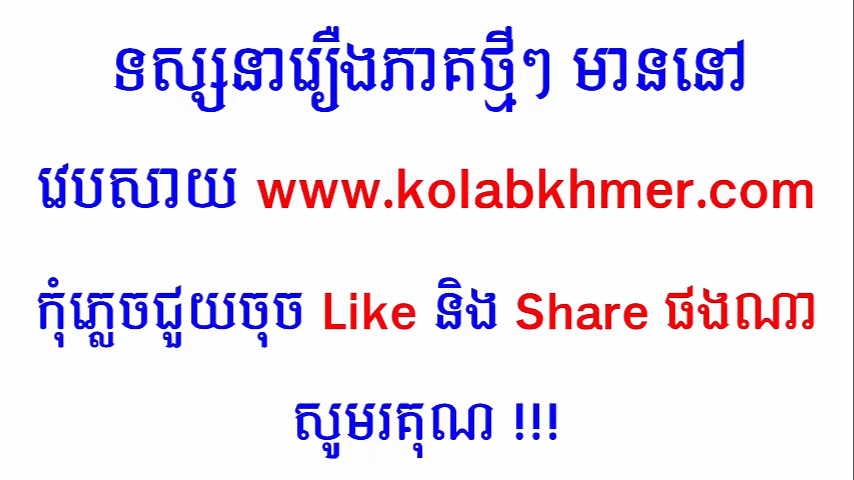 ទស្សនារឿងភាគថ្មីៗ មាននៅ
វេបសាយ www.kolabkhmer.com
កុំភ្លេចជួយចុច Like និង Share ផងណា
សូមរគុណ !!!